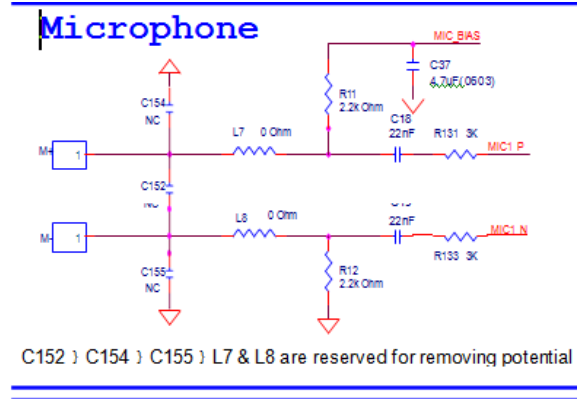 Microphone
MIC_BIAS
C37
4.7uF(.0603)
C154
NC
R11
2.2k Ohm
C18
22nF
R131 3K
L7 0 Ohm
M+
1
MIC1_P
C152
NC
L8 0 Ohm
22nF
M-
1
MIC1_N
R133 3K
C155
NC
R12
2.2k Ohm
C152 } C154 } C155 } L7 & L8 are reserved for removing potential